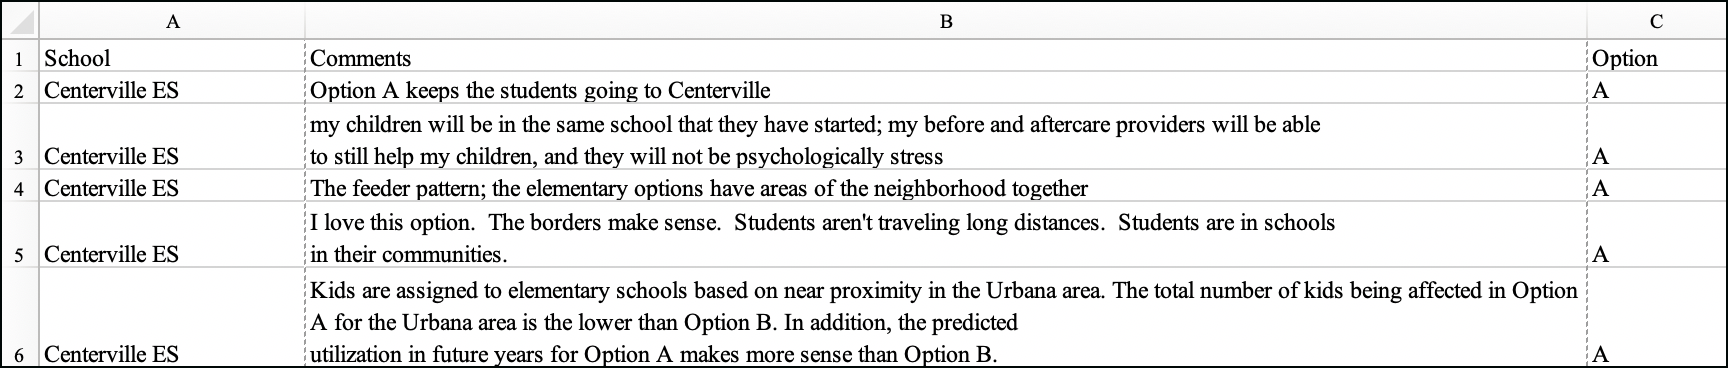 A B C
1 School Comments Option
2 Centerville ES Option A keeps the students going to Centerville A
my children will be in the same school that they have started; my before and aftercare providers will be able
3 Centerville ES to still help my children, and they will not be psychologically stress A
4 Centerville ES The feeder pattern; the elementary options have areas of the neighborhood together A
I love this option.  The borders make sense.  Students aren't traveling long distances.  Students are in schools
5 Centerville ES in their communities. A
Kids are assigned to elementary schools based on near proximity in the Urbana area. The total number of kids being affected in Option
A for the Urbana area is the lower than Option B. In addition, the predicted
6 Centerville ES utilization in future years for Option A makes more sense than Option B. A